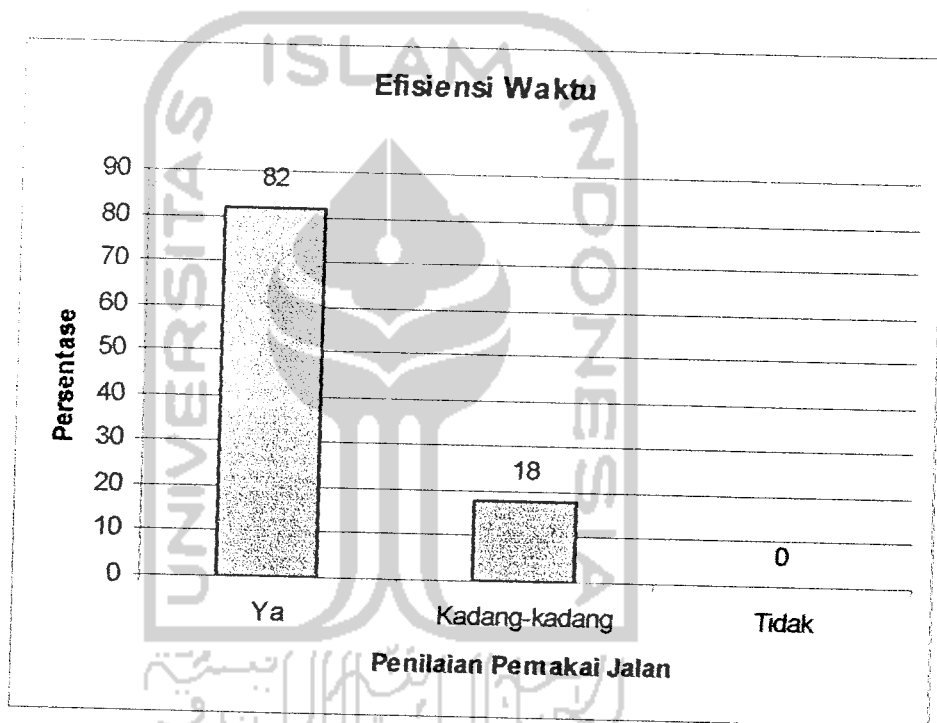 UNIVERSITAS ISLAM INDONESIA
Efisiensi Waktu
Persentase
90
80
70
60
50
40
30
20
10
0
82
18
0
Ya
Kadang-kadang
Tidak
Penilaian Pemakai Jalan